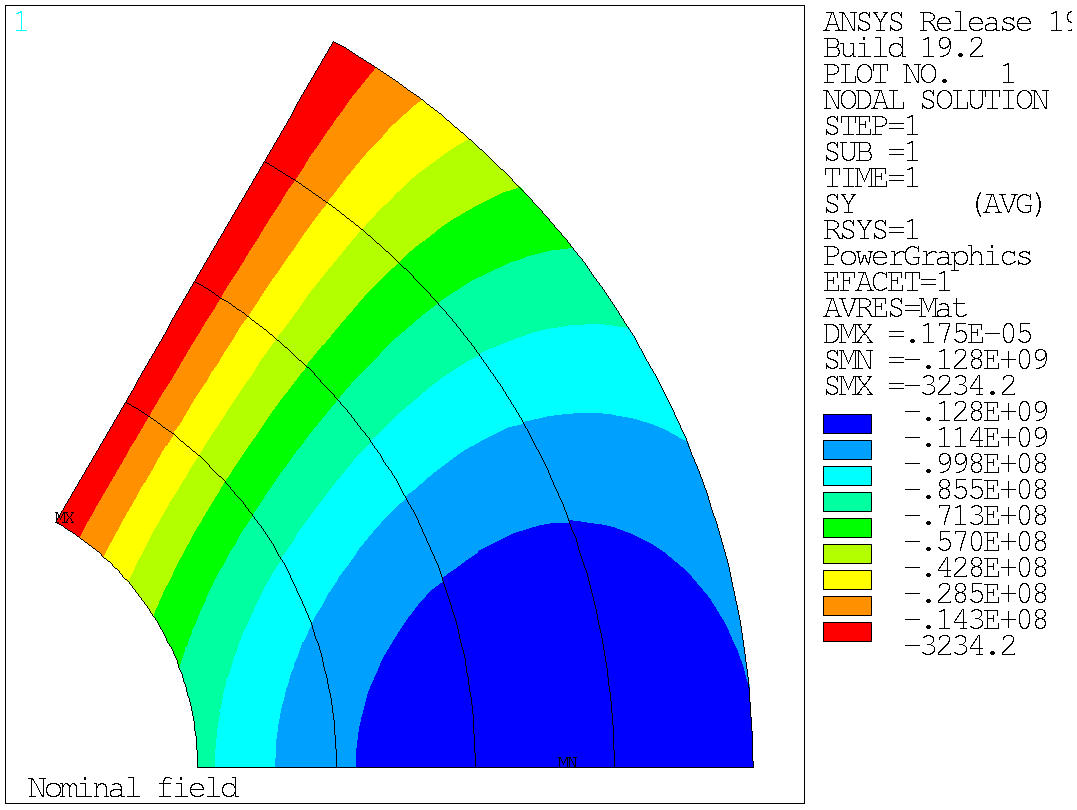 1
ANSYS Release 19
Build 19.2
PLOT NO. 1
NODAL SOLUTION
STEP=1
SUB =1
TIME=1
SY (AVG)
RSYS=1
PowerGraphics
EFACET=1
AVRES=Mat
DMX =.175E-05
SMN =-.128E+09
SMX =-3234.2
-.128E+09
-.114E+09
-.998E+08
-.855E+08
-.713E+08
-.570E+08
-.428E+08
-.285E+08
-.143E+08
-3234.2
MX
MN
Nominal field